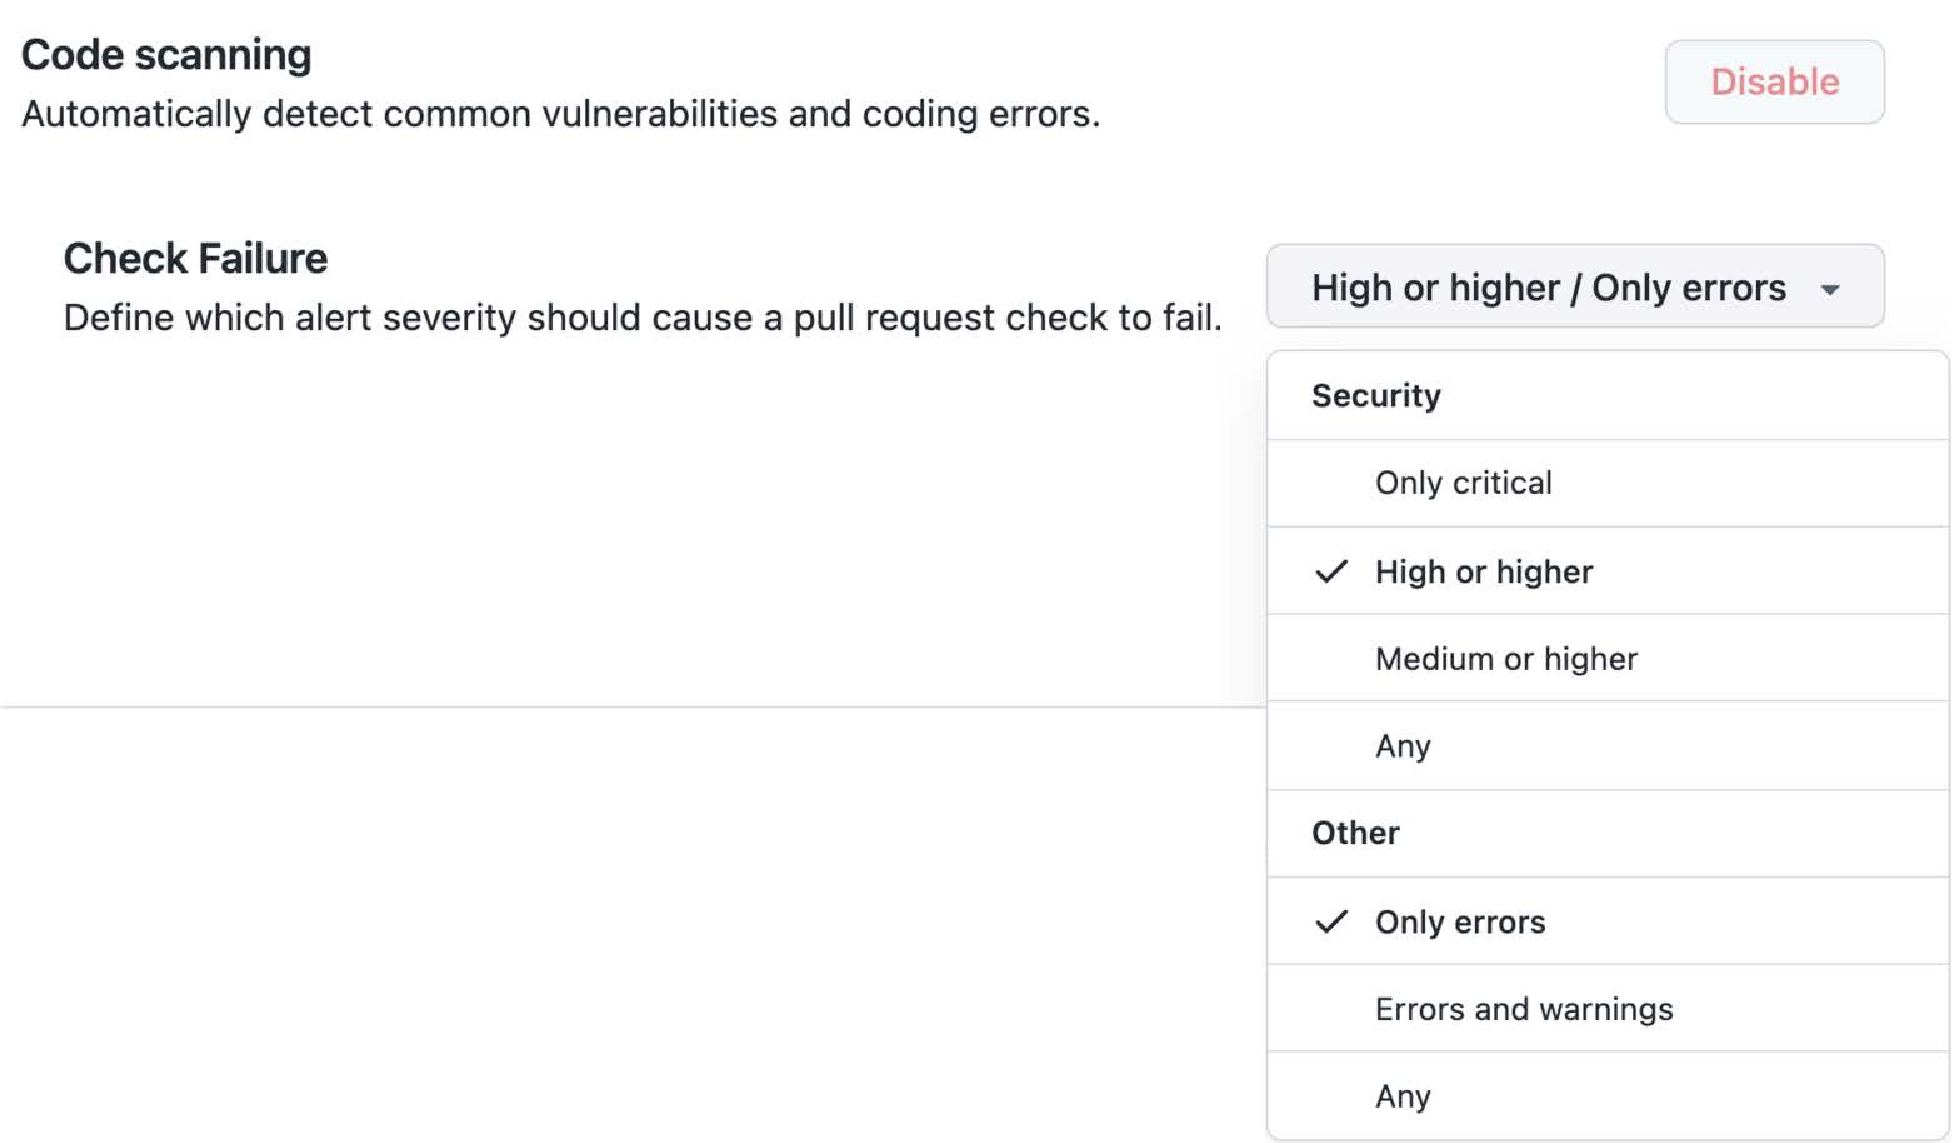 Code scanning
Automatically detect common vulnerabilities and coding errors.
Disable
Check Failure
Define which alert severity should cause a pull request check to fail.
High or higher / Only errors
Security
Only critical
High or higher
Medium or higher
Any
Other
Only errors
Errors and warnings
Any